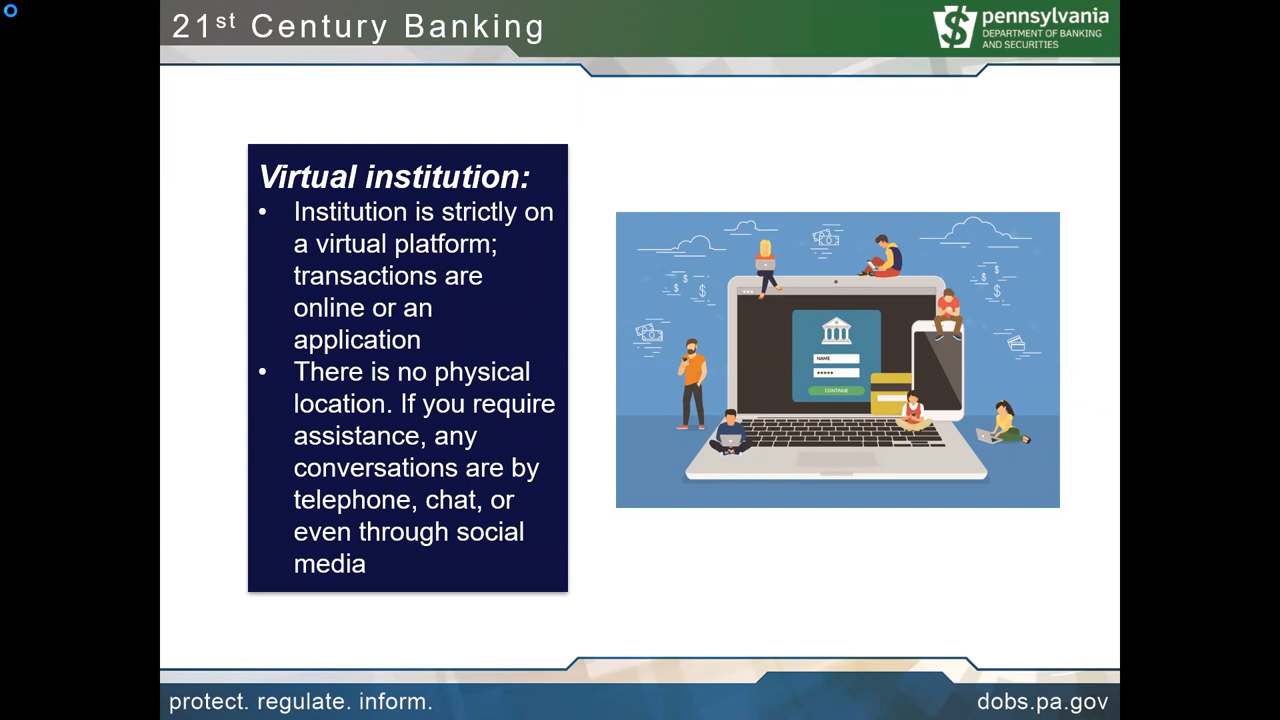 21st Century Banking
pennsylvania
DEPARTMENT OF BANKING
AND SECURITIES
Virtual institution:
• Institution is strictly on
a virtual platform;
transactions are
online or an
application
• There is no physical
location. If you require
assistance, any
conversations are by
telephone, chat, or
even through social
media
NAME
*****
CONTINUE
protect. regulate. inform.
dobs.pa.gov